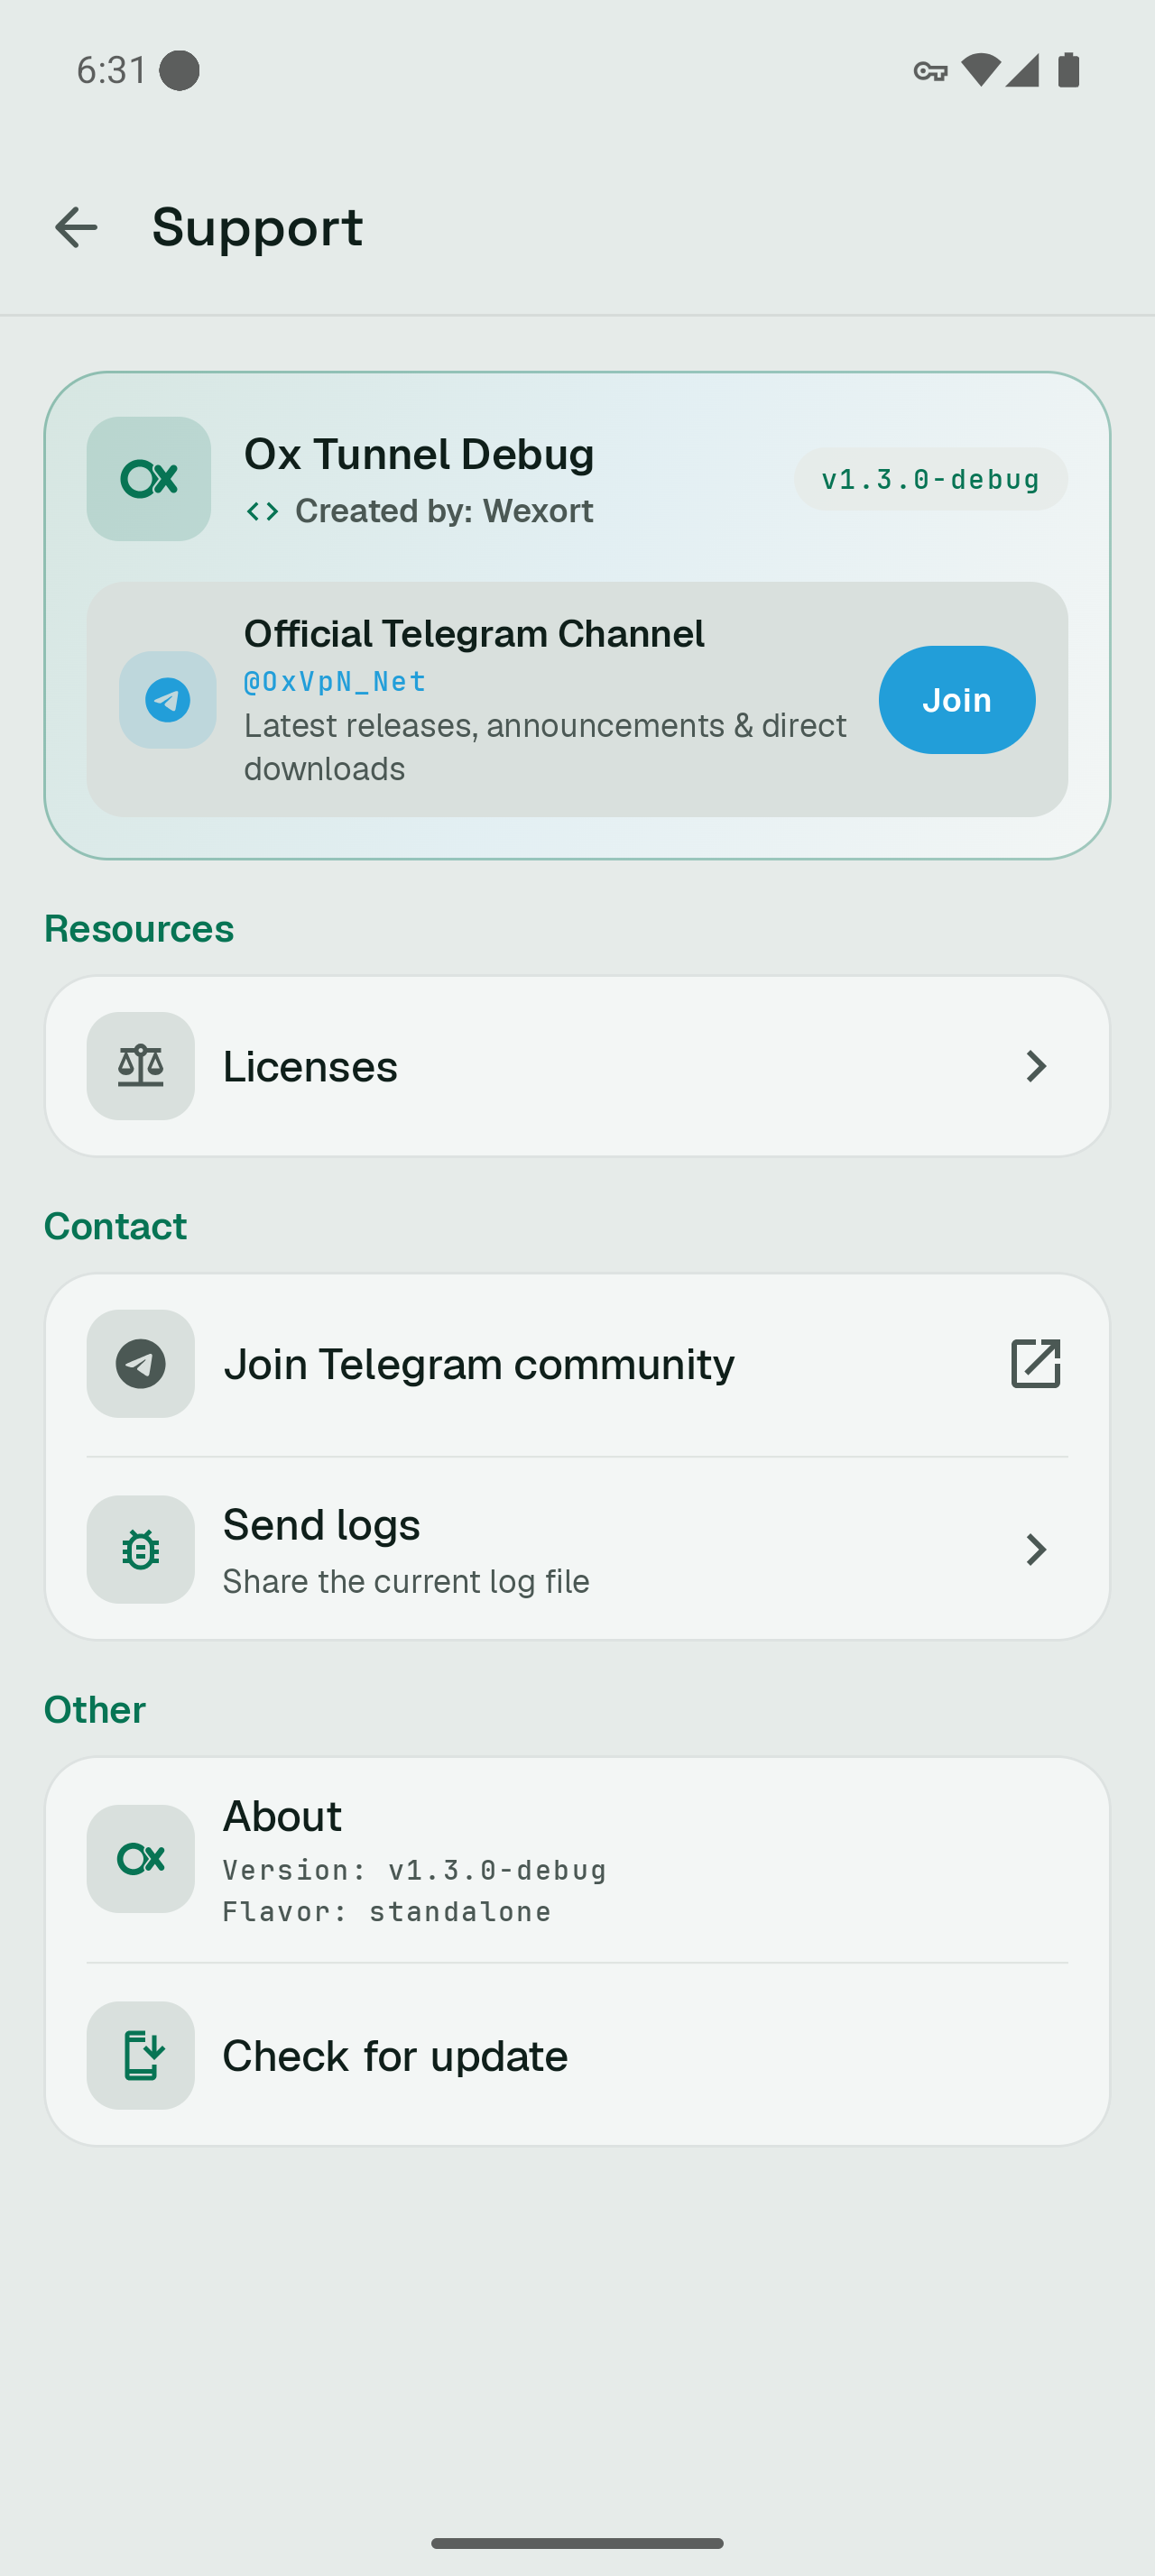 6:31
Support
Ox
Ox Tunnel Debug
v1.3.0-debug
Created by: Wexort
Official Telegram Channel
@OxVpN_Net
Latest releases, announcements & direct
downloads
Join
Resources
Licenses
Contact
Join Telegram community
Send logs
Share the current log file
Other
Ox
About
Version: v1.3.0-debug
Flavor: standalone
Check for update